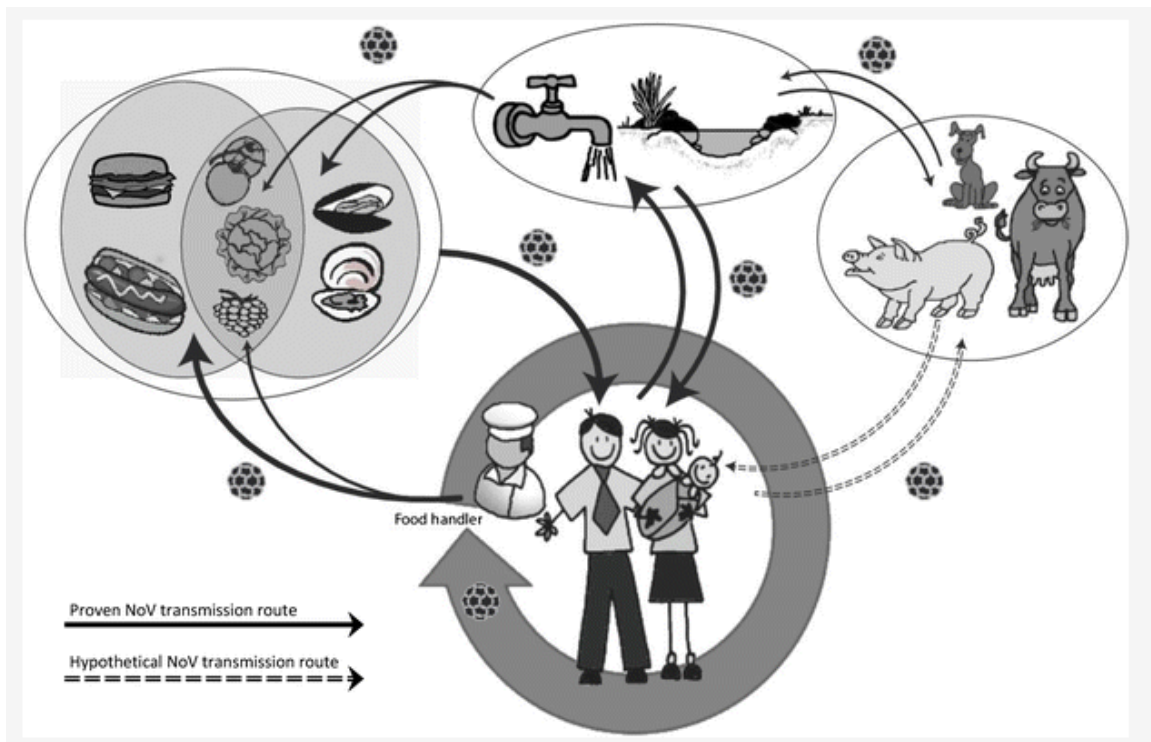 Food handler
Proven NoV transmission route
Hypothetical NoV transmission route